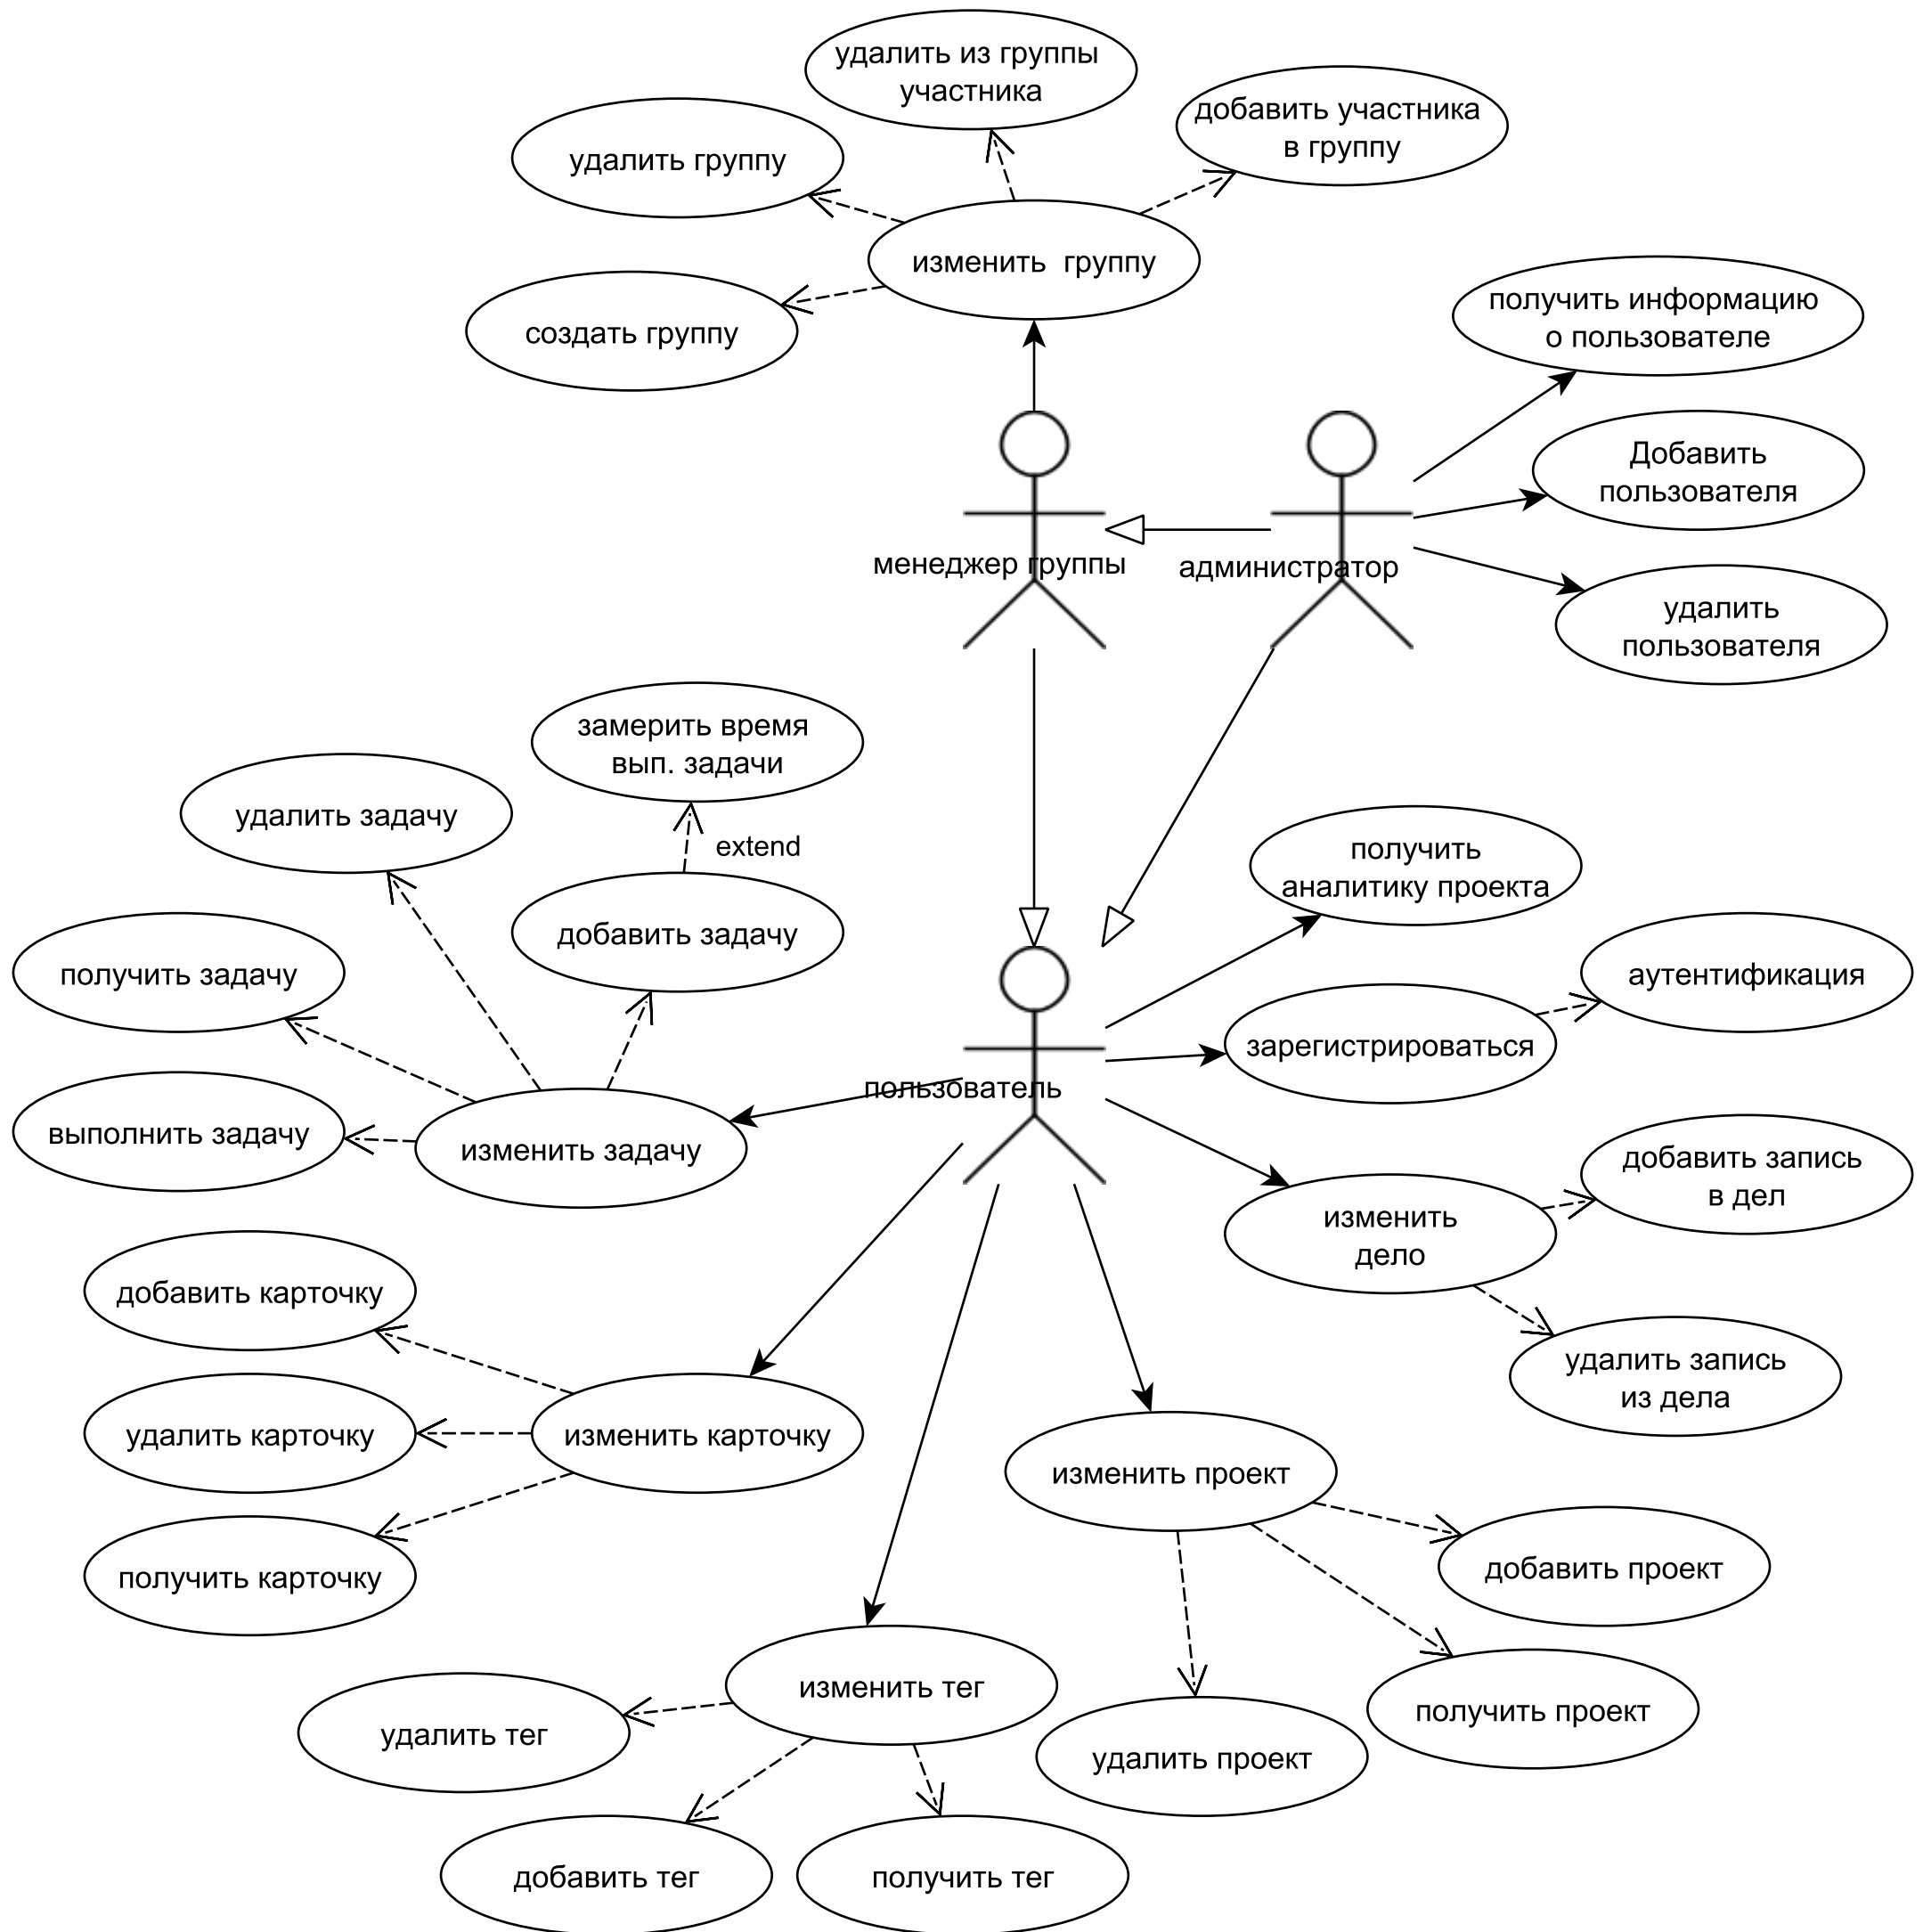 удалить из группы
участника
добавить участника
в группу
удалить группу
изменить  группу
создать группу
получить информацию
о пользователе
Добавить
пользователя
менеджер группы
администратор
удалить
пользователя
замерить время
вып. задачи
удалить задачу
extend
добавить задачу
получить
аналитику проекта
получить задачу
аутентификация
зарегистрироваться
пользователь
выполнить задачу
изменить задачу
добавить запись
в дел
изменить
дело
добавить карточку
удалить запись
из дела
удалить карточку
изменить карточку
изменить проект
получить карточку
добавить проект
изменить тег
получить проект
удалить тег
удалить проект
добавить тег
получить тег